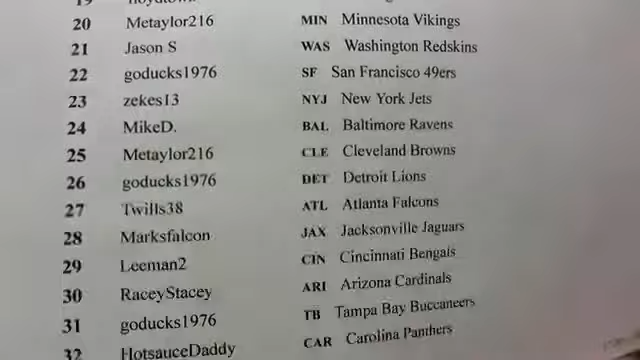 20 Metaylor216 MIN Minnesota Vikings
21 Jason S WAS Washington Redskins
22 goducks1976 SF San Francisco 49ers
23 zekes13 NYJ New York Jets
24 MikeD. BAL Baltimore Ravens
25 Metaylor216 CLE Cleveland Browns
26 goducks1976 DET Detroit Lions
27 Twills38 ATL Atlanta Falcons
28 Marksfalcon JAX Jacksonville Jaguars
29 Leeman2 CIN Cincinnati Bengals
30 RaceyStacey ARI Arizona Cardinals
31 goducks1976 TB Tampa Bay Buccaneers
32 HotsauceDaddy CAR Carolina Panthers